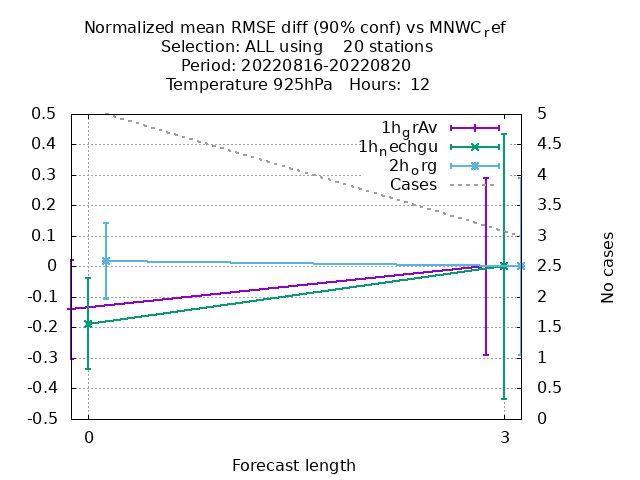 Normalized mean RMSE diff (90% conf) vs MNWC_ref
Selection: ALL using    20 stations
Period: 20220816-20220820
Temperature 925hPa   Hours:  12
1h_grAv
1h_nechgu
2h_org
Cases
0.5
0.4
0.3
0.2
0.1
0
-0.1
-0.2
-0.3
-0.4
-0.5
5
4.5
4
3.5
3
2.5
2
1.5
1
0.5
0
No cases
0
3
Forecast length